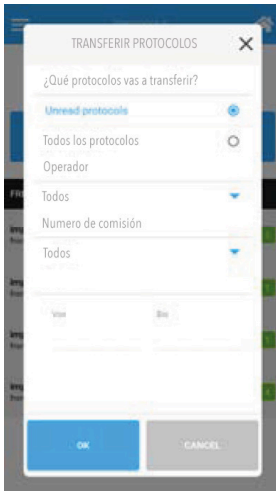 TRANSFERIR PROTOCOLOS
¿Qué protocolos vas a transferir?
Unread protocols
Todos los protocolos
Operador
Todos
Numero de comisión
Todos
Von Bis
OK CANCEL